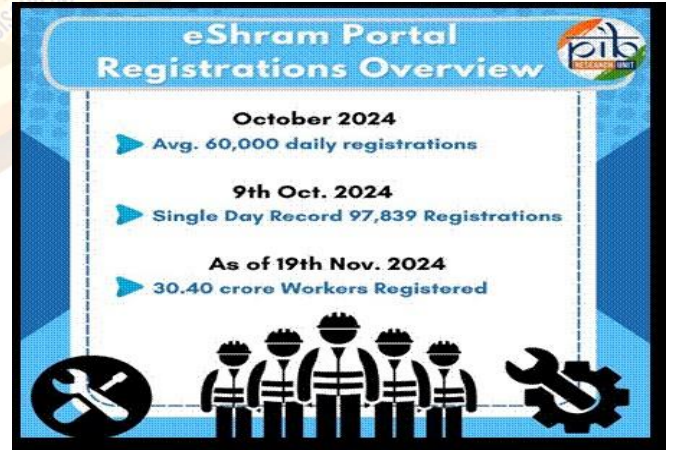 eShram Portal
Registrations Overview
pib
RESEARCH UNIT
October 2024
Avg. 60,000 daily registrations
9th Oct. 2024
Single Day Record 97,839 Registrations
As of 19th Nov. 2024
30.40 crore Workers Registered